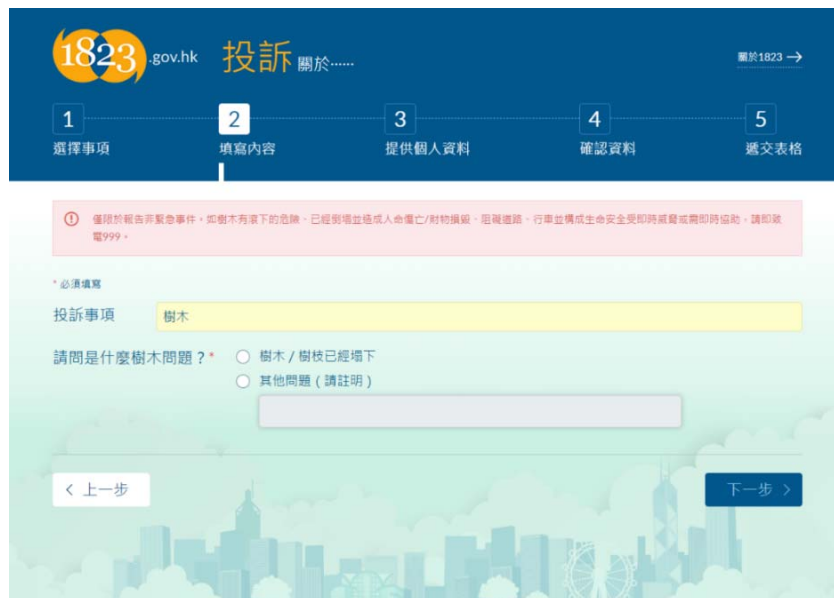 1823.gov.hk 投訴 關於…… 關於1823 →
1 2 3 4 5
選擇事項 填寫內容 提供個人資料 確認資料 遞交表格
僅限於報告非緊急事件。如樹木有滾下的危險、已經倒塌並造成人命傷亡/財物損毀、阻礙道路、行車並構成生命安全受即時威脅或需即時協助，請即致
電999。
* 必須填寫
投訴事項 樹木
請問是什麼樹木問題？* 樹木 / 樹枝已經塌下
其他問題 ( 請註明 )
< 上一步 下一步 >